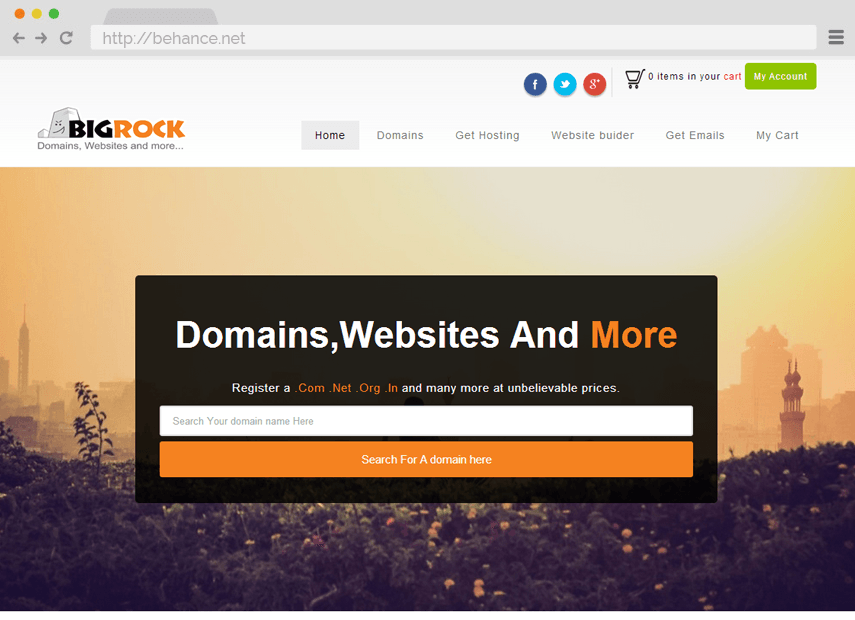 http://behance.net
f
g+
0 items in your cart
My Account
BIGROCK
Domains, Websites and more...
Home
Domains
Get Hosting
Website buider
Get Emails
My Cart
Domains,Websites And More
Register a .Com .Net .Org .In and many more at unbelievable prices.
Search Your domain name Here
Search For A domain here